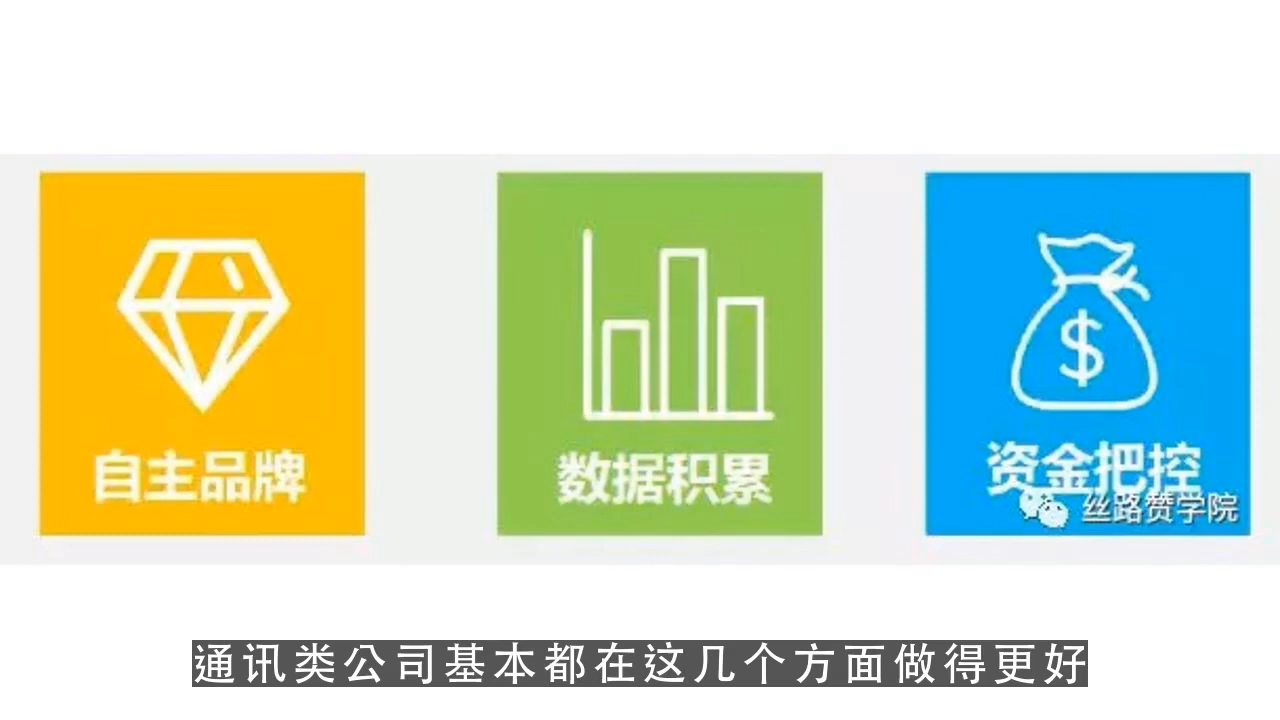 自主品牌
数据积累
资金把控
丝路赞学院
通讯类公司基本都在这几个方面做得更好